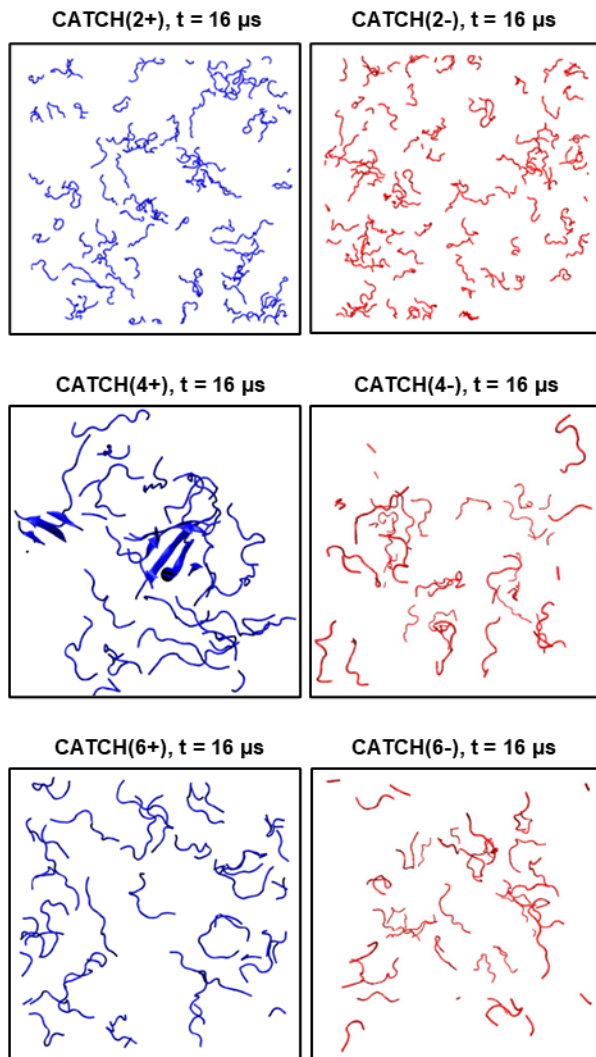 CATCH(2+), t = 16 µs
CATCH(2-), t = 16 µs
CATCH(4+), t = 16 µs
CATCH(4-), t = 16 µs
CATCH(6+), t = 16 µs
CATCH(6-), t = 16 µs